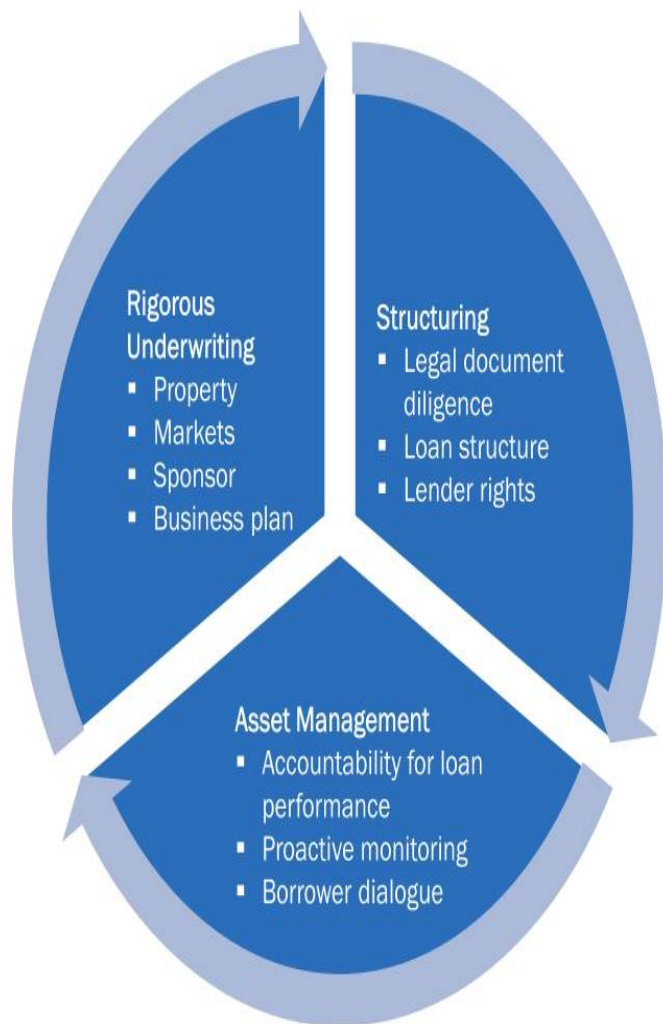 Rigorous
Underwriting
▪ Property
▪ Markets
▪ Sponsor
▪ Business plan
Structuring
▪ Legal document
diligence
▪ Loan structure
▪ Lender rights
Asset Management
▪ Accountability for loan
performance
▪ Proactive monitoring
▪ Borrower dialogue